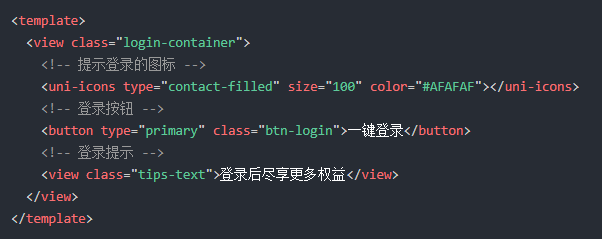 <template>
  <view class="login-container">
    <!-- 提示登录的图标 -->
    <uni-icons type="contact-filled" size="100" color="#AFAFAF"></uni-icons>
    <!-- 登录按钮 -->
    <button type="primary" class="btn-login">一键登录</button>
    <!-- 登录提示 -->
    <view class="tips-text">登录后尽享更多权益</view>
  </view>
</template>